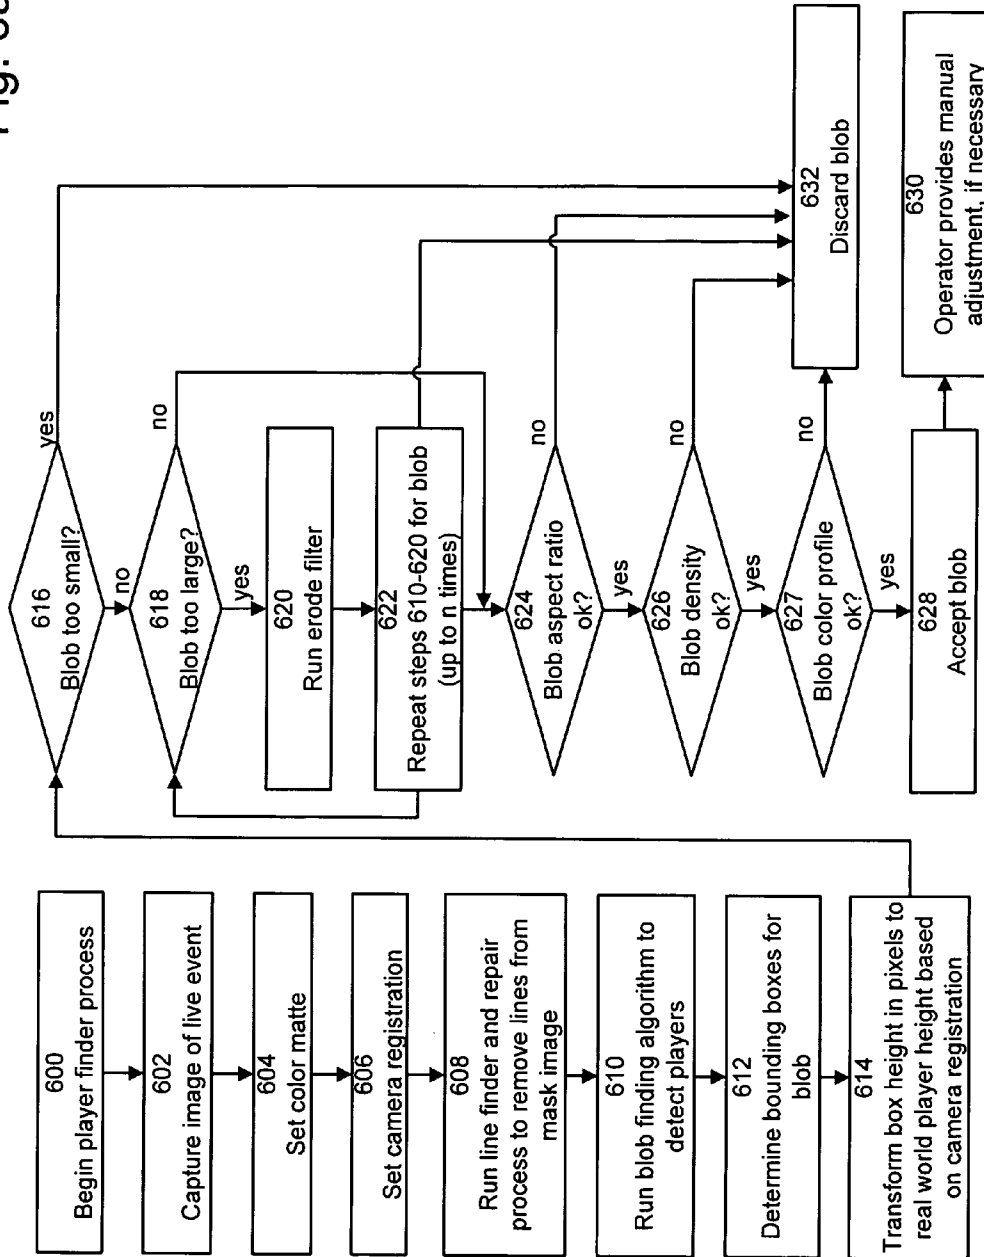 600
Begin player finder process
602
Capture image of live event
604
Set color matte
606
Set camera registration
608
Run line finder and repair
process to remove lines from
mask image
610
Run blob finding algorithm to
detect players
612
Determine bounding boxes for
blob
614
Transform box height in pixels to
real world player height based
on camera registration
616
Blob too small?
yes
no
618
Blob too large?
no
yes
620
Run erode filter
622
Repeat steps 610-620 for blob
(up to n times)
624
Blob aspect ratio
ok?
no
yes
626
Blob density
ok?
no
yes
627
Blob color profile
ok?
no
yes
628
Accept blob
632
Discard blob
630
Operator provides manual
adjustment, if necessary